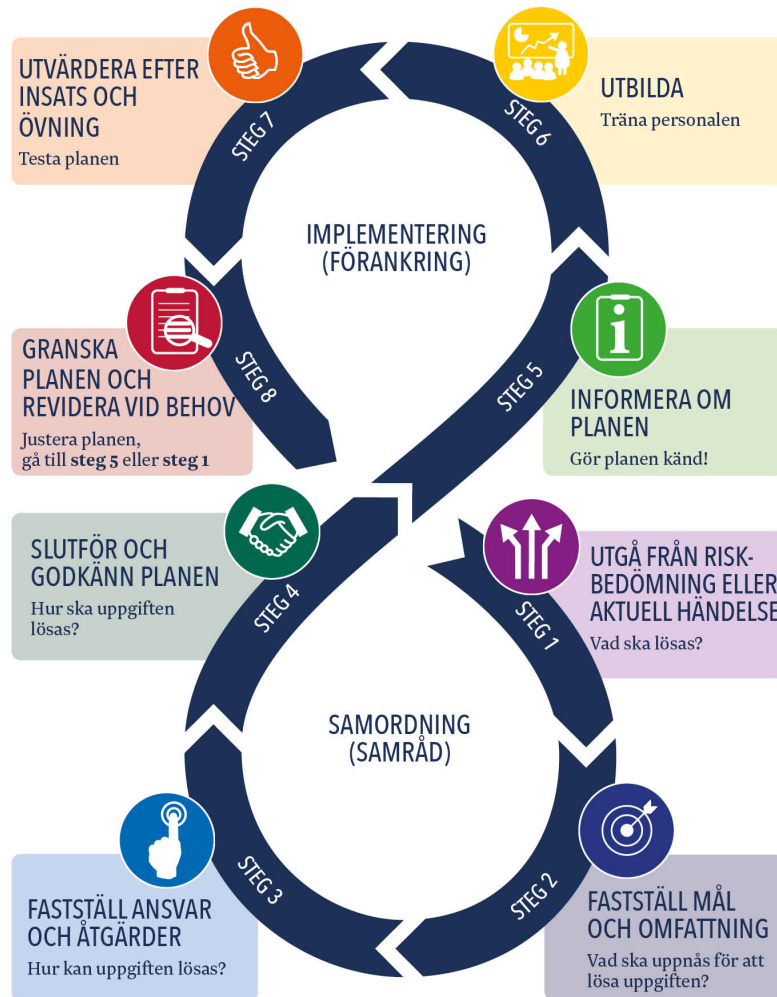 UTVÄRDERA EFTER
INSATS OCH
ÖVNING
Testa planen
STEG 7
UTBILDA
Träna personalen
STEG 6
IMPLEMENTERING
(FÖRANKRING)
GRANSKA
PLANEN OCH
REVIDERA VID BEHOV
Justera planen,
gå till steg 5 eller steg 1
STEG 8
INFORMERA OM
PLANEN
Gör planen känd!
STEG 5
SLUTFÖR OCH
GODKÄNN PLANEN
Hur ska uppgiften
lösas?
STEG 4
UTGÅ FRÅN RISK-
BEDÖMNING ELLER
AKTUELL HÄNDELSE
Vad ska lösas?
STEG 1
SAMORDNING
(SAMRÅD)
FASTSTÄLL ANSVAR
OCH ÅTGÄRDER
Hur kan uppgiften lösas?
STEG 3
FASTSTÄLL MÅL
OCH OMFATTNING
Vad ska uppnås för att
lösa uppgiften?
STEG 2